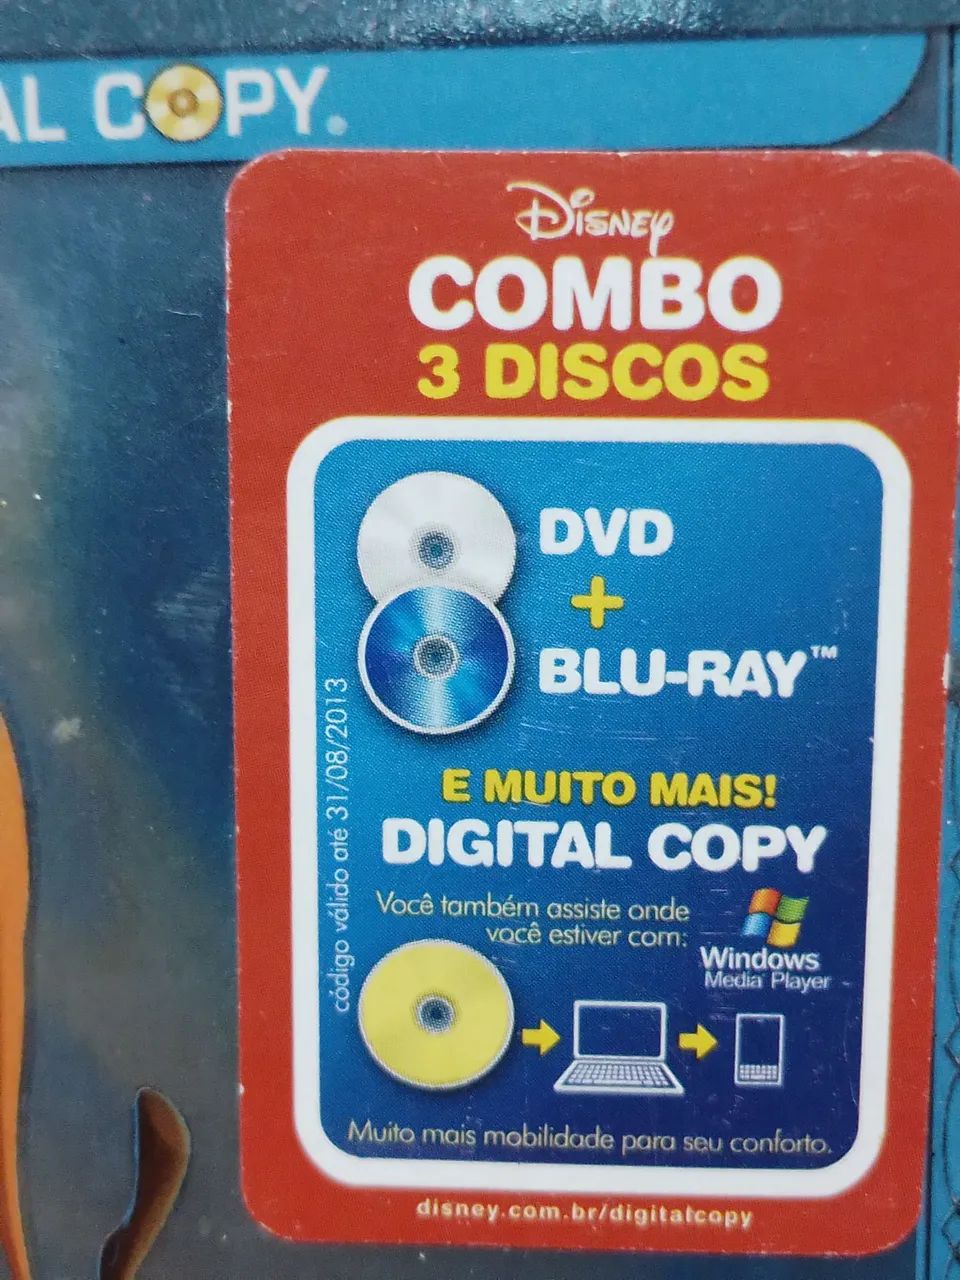 AL COPY.
Disney
COMBO
3 DISCOS
DVD
+
BLU-RAY™
E MUITO MAIS!
DIGITAL COPY
Você também assiste onde
você estiver com:
Windows
Media Player
código válido até 31/08/2013
Muito mais mobilidade para seu conforto.
disney.com.br/digitalcopy